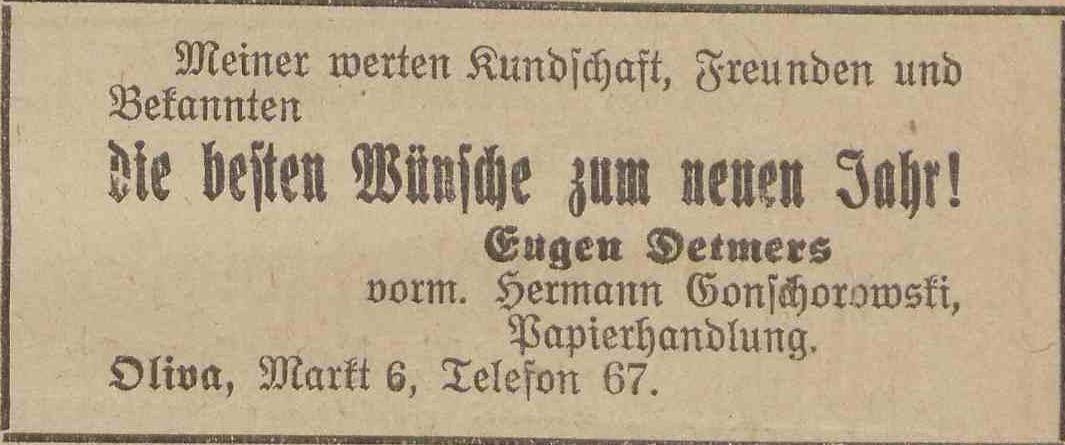 Meiner werten Kundschaft, Freunden und
Bekannten
die besten Wünsche zum neuen Jahr!
Eugen Detmers
vorm. Hermann Gonschorowski,
Papierhandlung.
Oliva, Markt 6, Telefon 67.